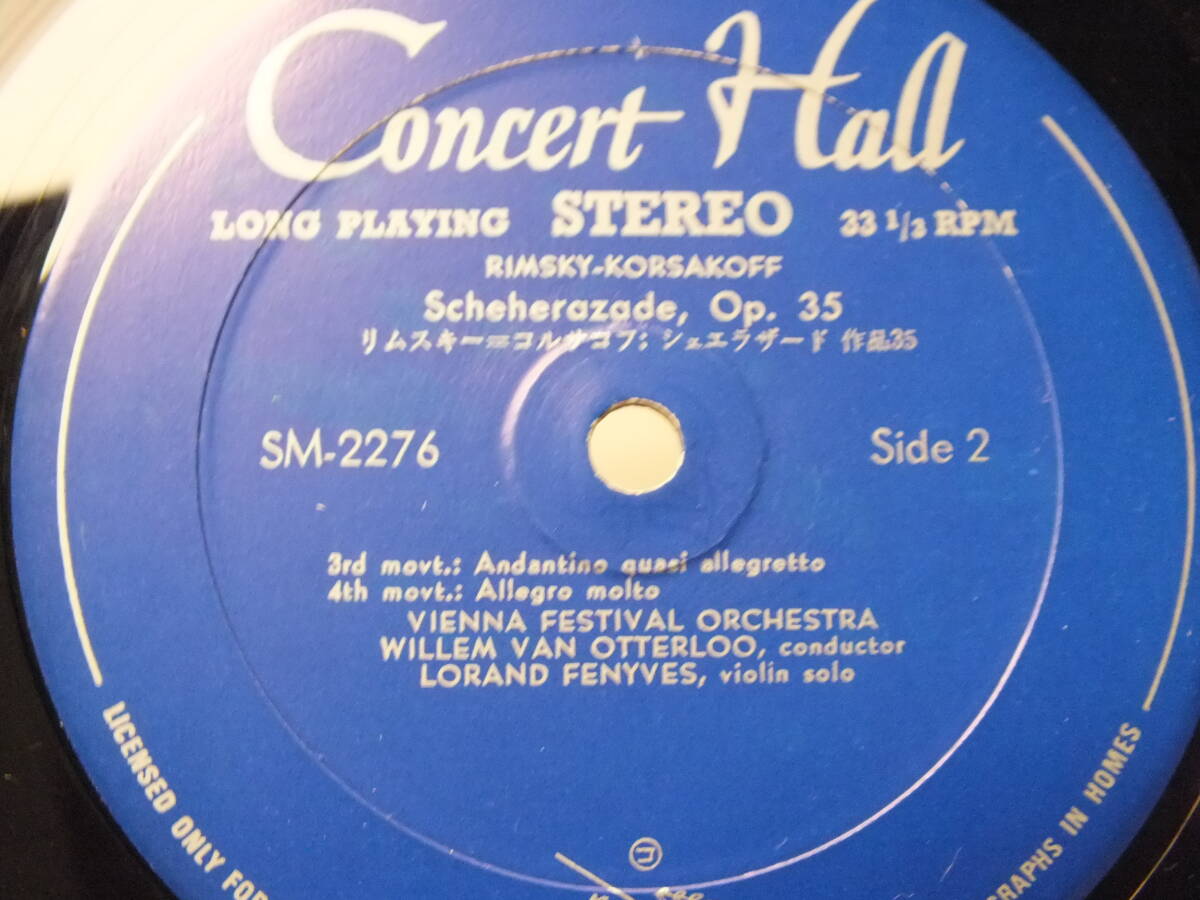 Concert Hall
LONG PLAYING STEREO 33 1/3 RPM
RIMSKY-KORSAKOFF
Scheherazade, Op. 35
リムスキー=コルサコフ; シェエラザード 作品35
SM-2276 Side 2
3rd movt.: Andantino quasi allegretto
4th movt.: Allegro molto
VIENNA FESTIVAL ORCHESTRA
WILLEM VAN OTTERLOO, conductor
LORAND FENYVES, violin solo
LICENSED ONLY FOR
GRAPHS IN HOMES
コ